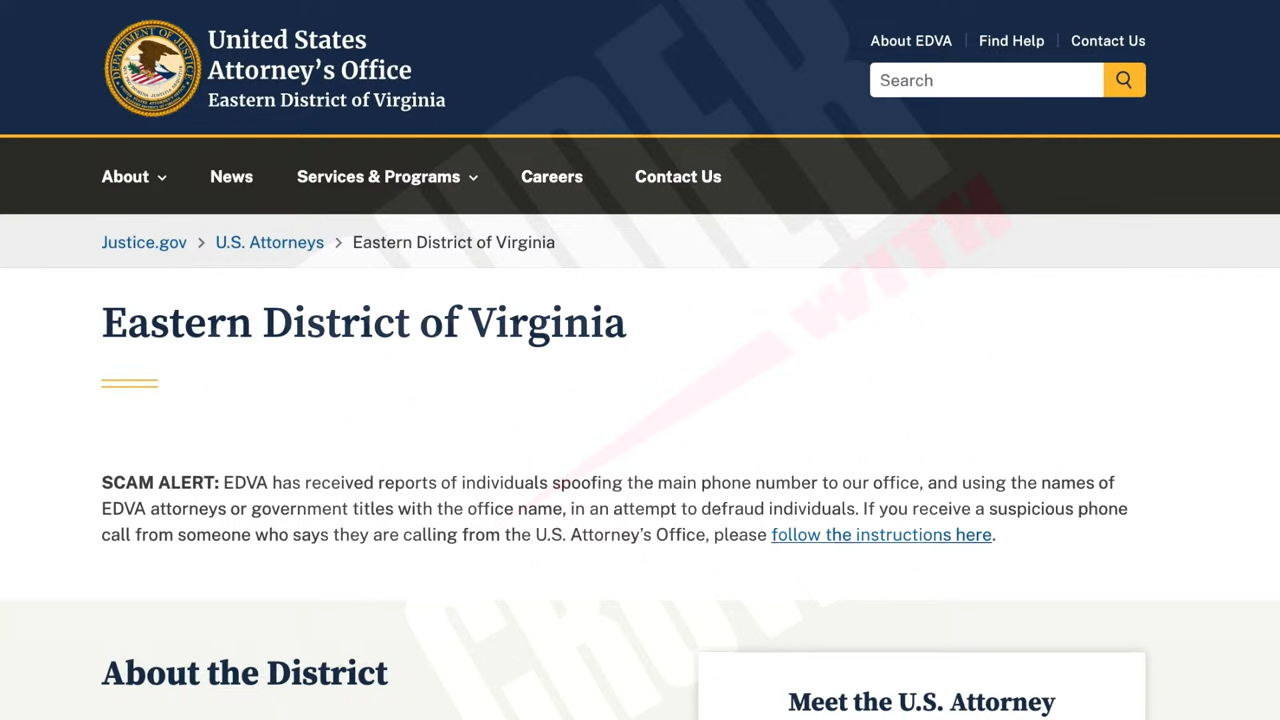 United States
Attorney's Office
Eastern District of Virginia
About EDVA
Find Help
Contact Us
Search
About
News
Services & Programs
Careers
Contact Us
Justice.gov > U.S. Attorneys > Eastern District of Virginia
Eastern District of Virginia
SCAM ALERT: EDVA has received reports of individuals spoofing the main phone number to our office, and using the names of
EDVA attorneys or government titles with the office name, in an attempt to defraud individuals. If you receive a suspicious phone
call from someone who says they are calling from the U.S. Attorney's Office, please follow the instructions here.
About the District
Meet the U.S. Attorney
WITH